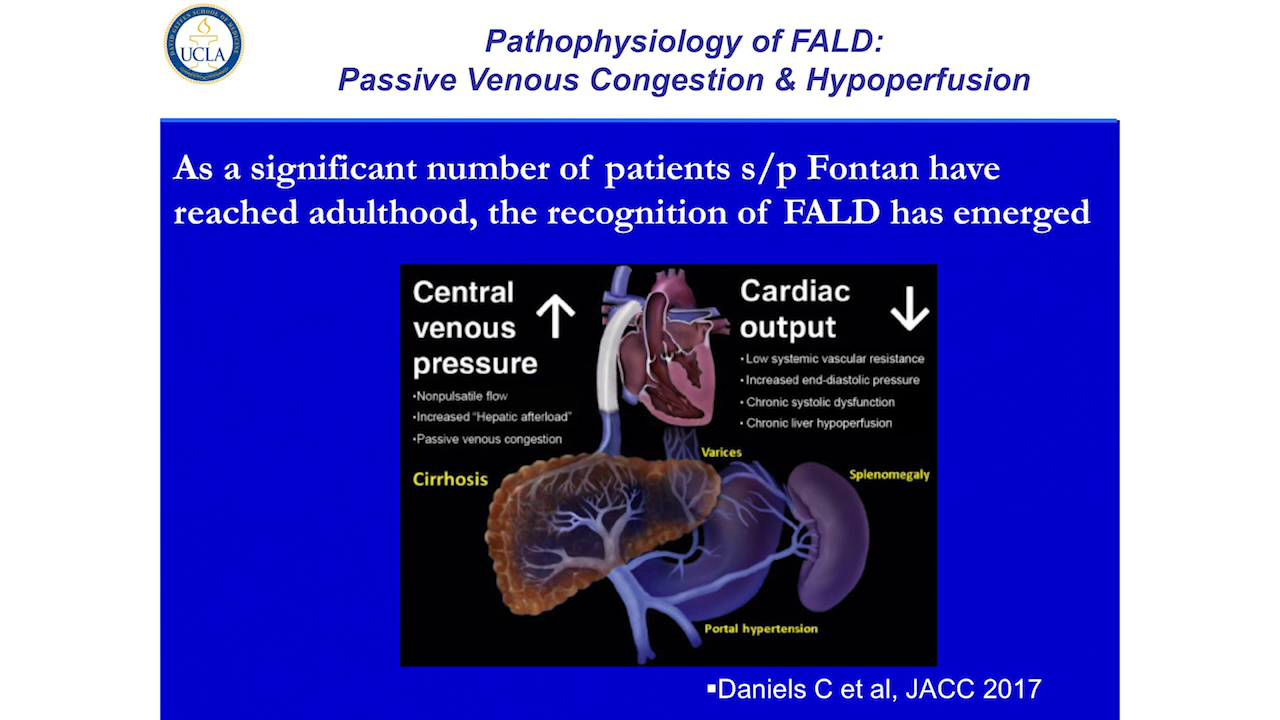 UCLA
Pathophysiology of FALD:
Passive Venous Congestion & Hypoperfusion
As a significant number of patients s/p Fontan have
reached adulthood, the recognition of FALD has emerged
Central
venous
pressure
•Nonpulsatile flow
•Increased "Hepatic afterload"
•Passive venous congestion
Cardiac
output
• Low systemic vascular resistance
• Increased end-diastolic pressure
• Chronic systolic dysfunction
• Chronic liver hypoperfusion
Cirrhosis
Varices
Splenomegaly
Portal hypertension
▪Daniels C et al, JACC 2017